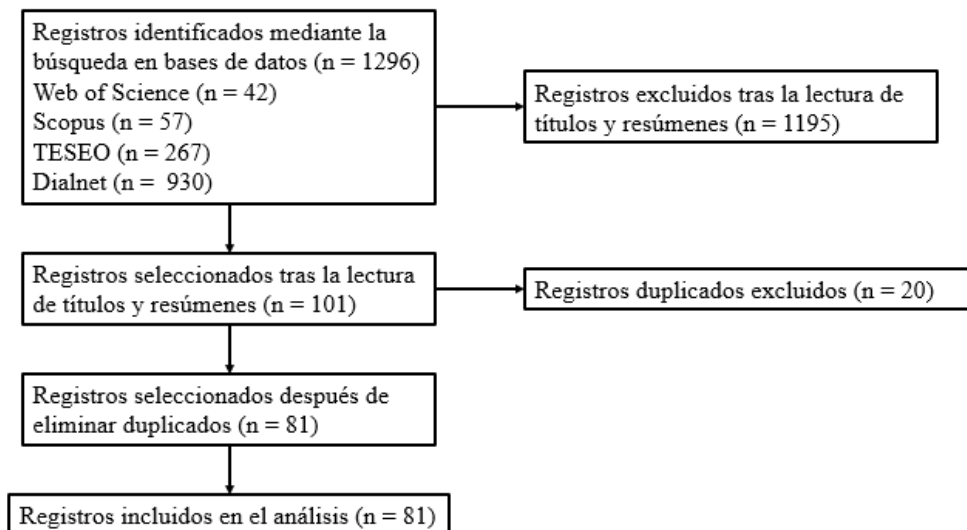 Registros identificados mediante la
búsqueda en bases de datos (n = 1296)
Web of Science (n = 42)
Scopus (n = 57)
TESEO (n = 267)
Dialnet (n =  930)
Registros excluidos tras la lectura de
títulos y resúmenes (n = 1195)
Registros seleccionados tras la lectura
de títulos y resúmenes (n = 101)
Registros duplicados excluidos (n = 20)
Registros seleccionados después de
eliminar duplicados (n = 81)
Registros incluidos en el análisis (n = 81)